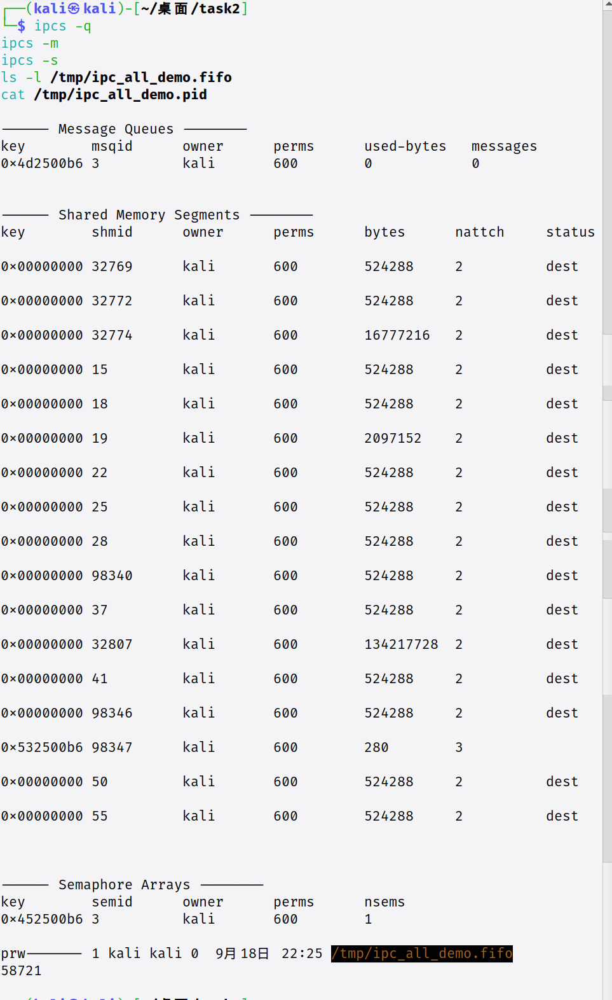 ┌──(kali㉿kali)-[~/桌面/task2]
└─$ ipcs -q
ipcs -m
ipcs -s
ls -l /tmp/ipc_all_demo.fifo
cat /tmp/ipc_all_demo.pid
------ Message Queues --------
key        msqid      owner      perms      used-bytes   messages
0x4d2500b6 3          kali       600        0            0
------ Shared Memory Segments --------
key        shmid      owner      perms      bytes      nattch     status
0x00000000 32769      kali       600        524288     2          dest
0x00000000 32772      kali       600        524288     2          dest
0x00000000 32774      kali       600        16777216   2          dest
0x00000000 15         kali       600        524288     2          dest
0x00000000 18         kali       600        524288     2          dest
0x00000000 19         kali       600        2097152    2          dest
0x00000000 22         kali       600        524288     2          dest
0x00000000 25         kali       600        524288     2          dest
0x00000000 28         kali       600        524288     2          dest
0x00000000 98340      kali       600        524288     2          dest
0x00000000 37         kali       600        524288     2          dest
0x00000000 32807      kali       600        134217728  2          dest
0x00000000 41         kali       600        524288     2          dest
0x00000000 98346      kali       600        524288     2          dest
0x532500b6 98347      kali       600        280        3
0x00000000 50         kali       600        524288     2          dest
0x00000000 55         kali       600        524288     2          dest
------ Semaphore Arrays --------
key        semid      owner      perms      nsems
0x452500b6 3          kali       600        1
prw------- 1 kali kali 0  9月18日 22:25 /tmp/ipc_all_demo.fifo
58721